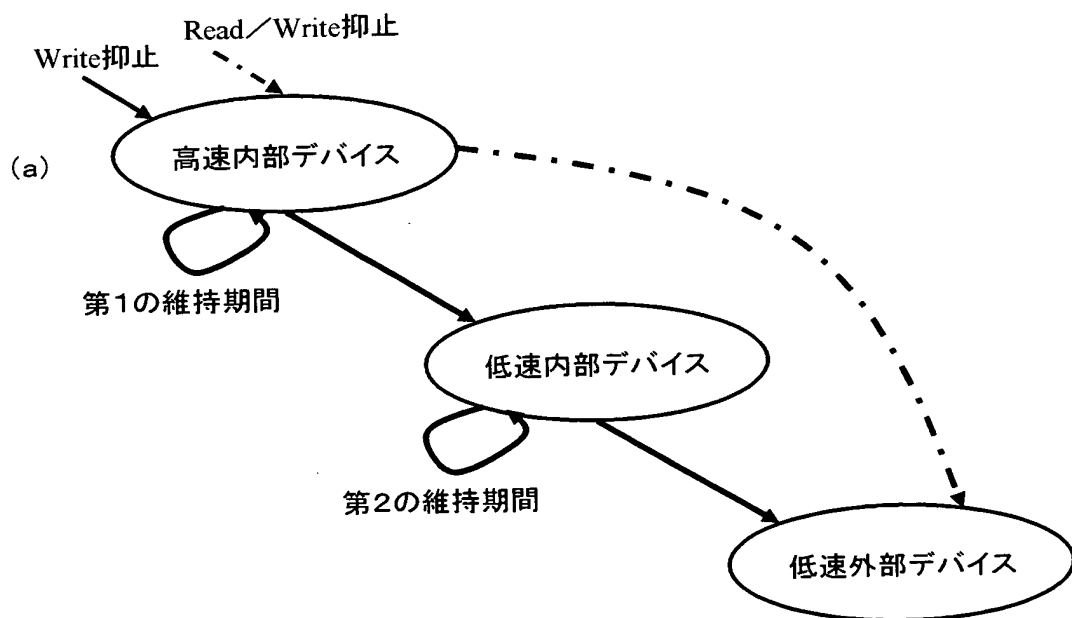 Read／Write抑止
Write抑止
(a)
高速内部デバイス
第1の維持期間
低速内部デバイス
第2の維持期間
低速外部デバイス